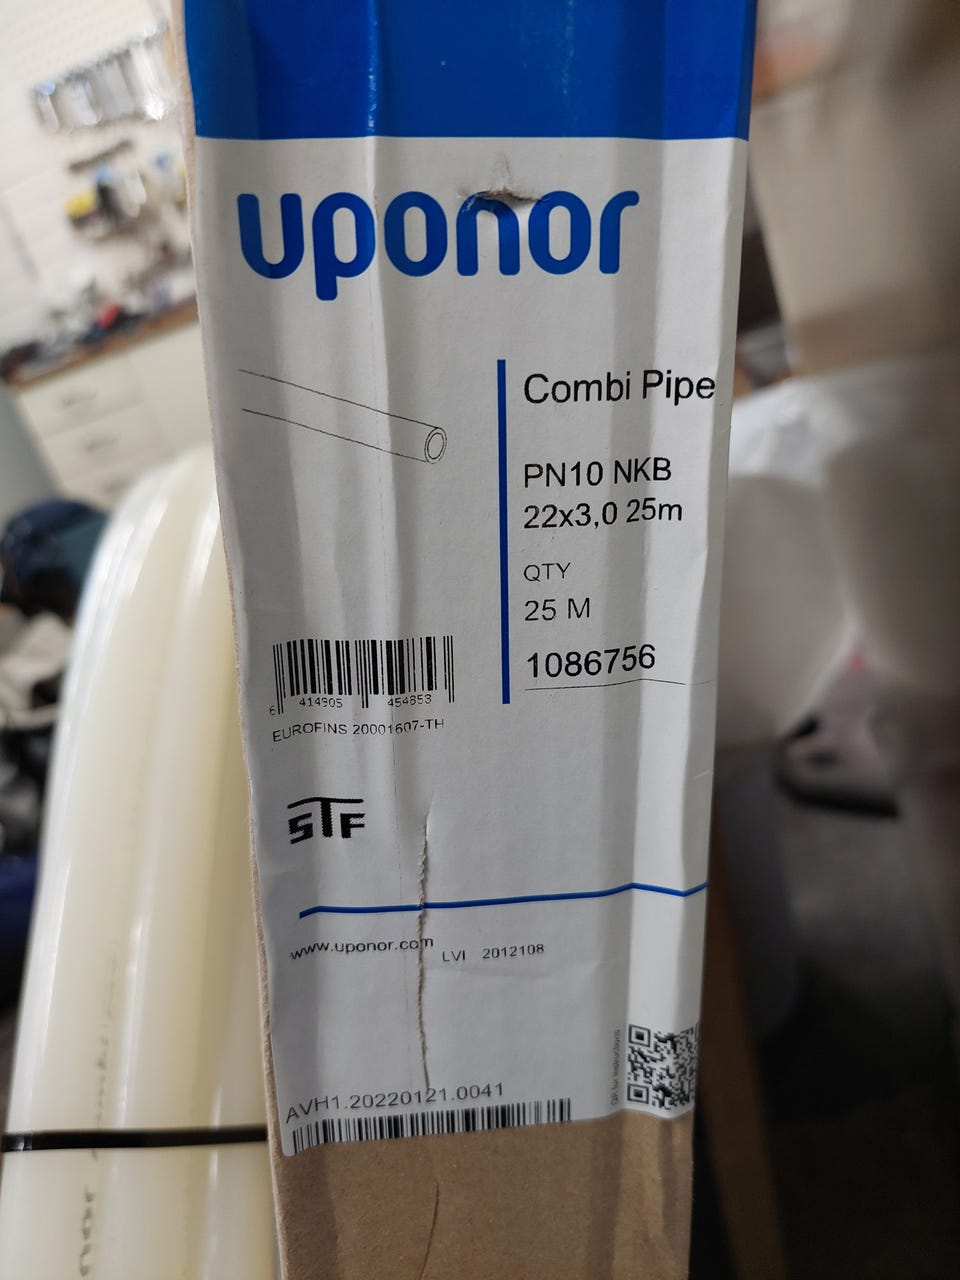 uponor
Combi Pipe
PN10 NKB
22x3,0 25m
QTY
25 M
1086756
6 414905 454853
EUROFINS 20001607-TH
STF
www.uponor.com
LVI 2012108
AVH1.20220121.0041